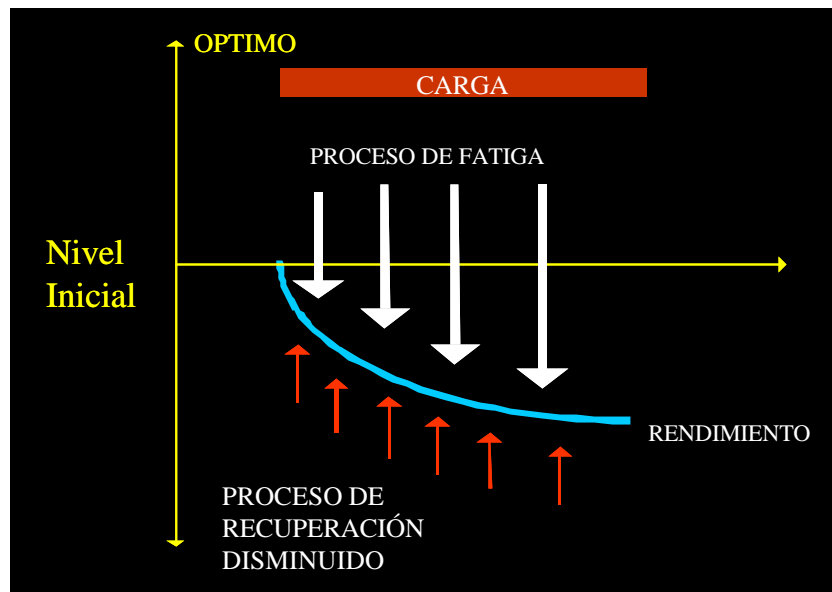 OPTIMO
CARGA
PROCESO DE FATIGA
Nivel
Inicial
RENDIMIENTO
PROCESO DE
RECUPERACIÓN
DISMINUIDO